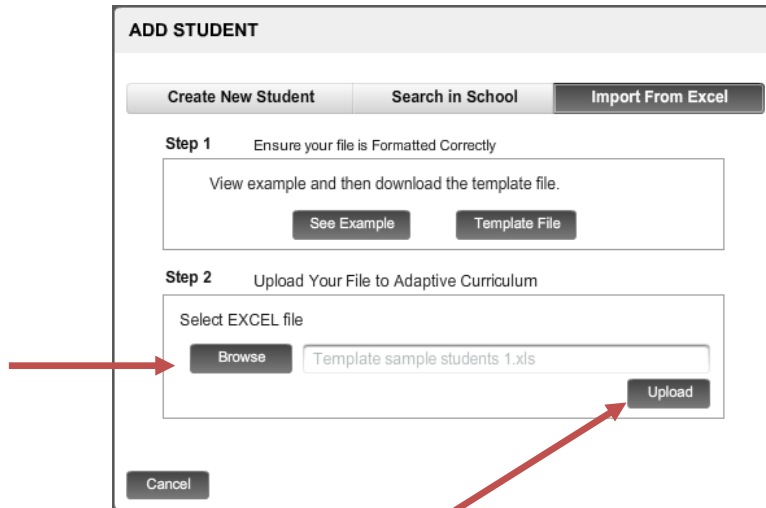 ADD STUDENT
Create New Student Search in School Import From Excel
Step 1 Ensure your file is Formatted Correctly
View example and then download the template file.
See Example Template File
Step 2 Upload Your File to Adaptive Curriculum
Select EXCEL file
Browse Template sample students 1.xls
Upload
Cancel